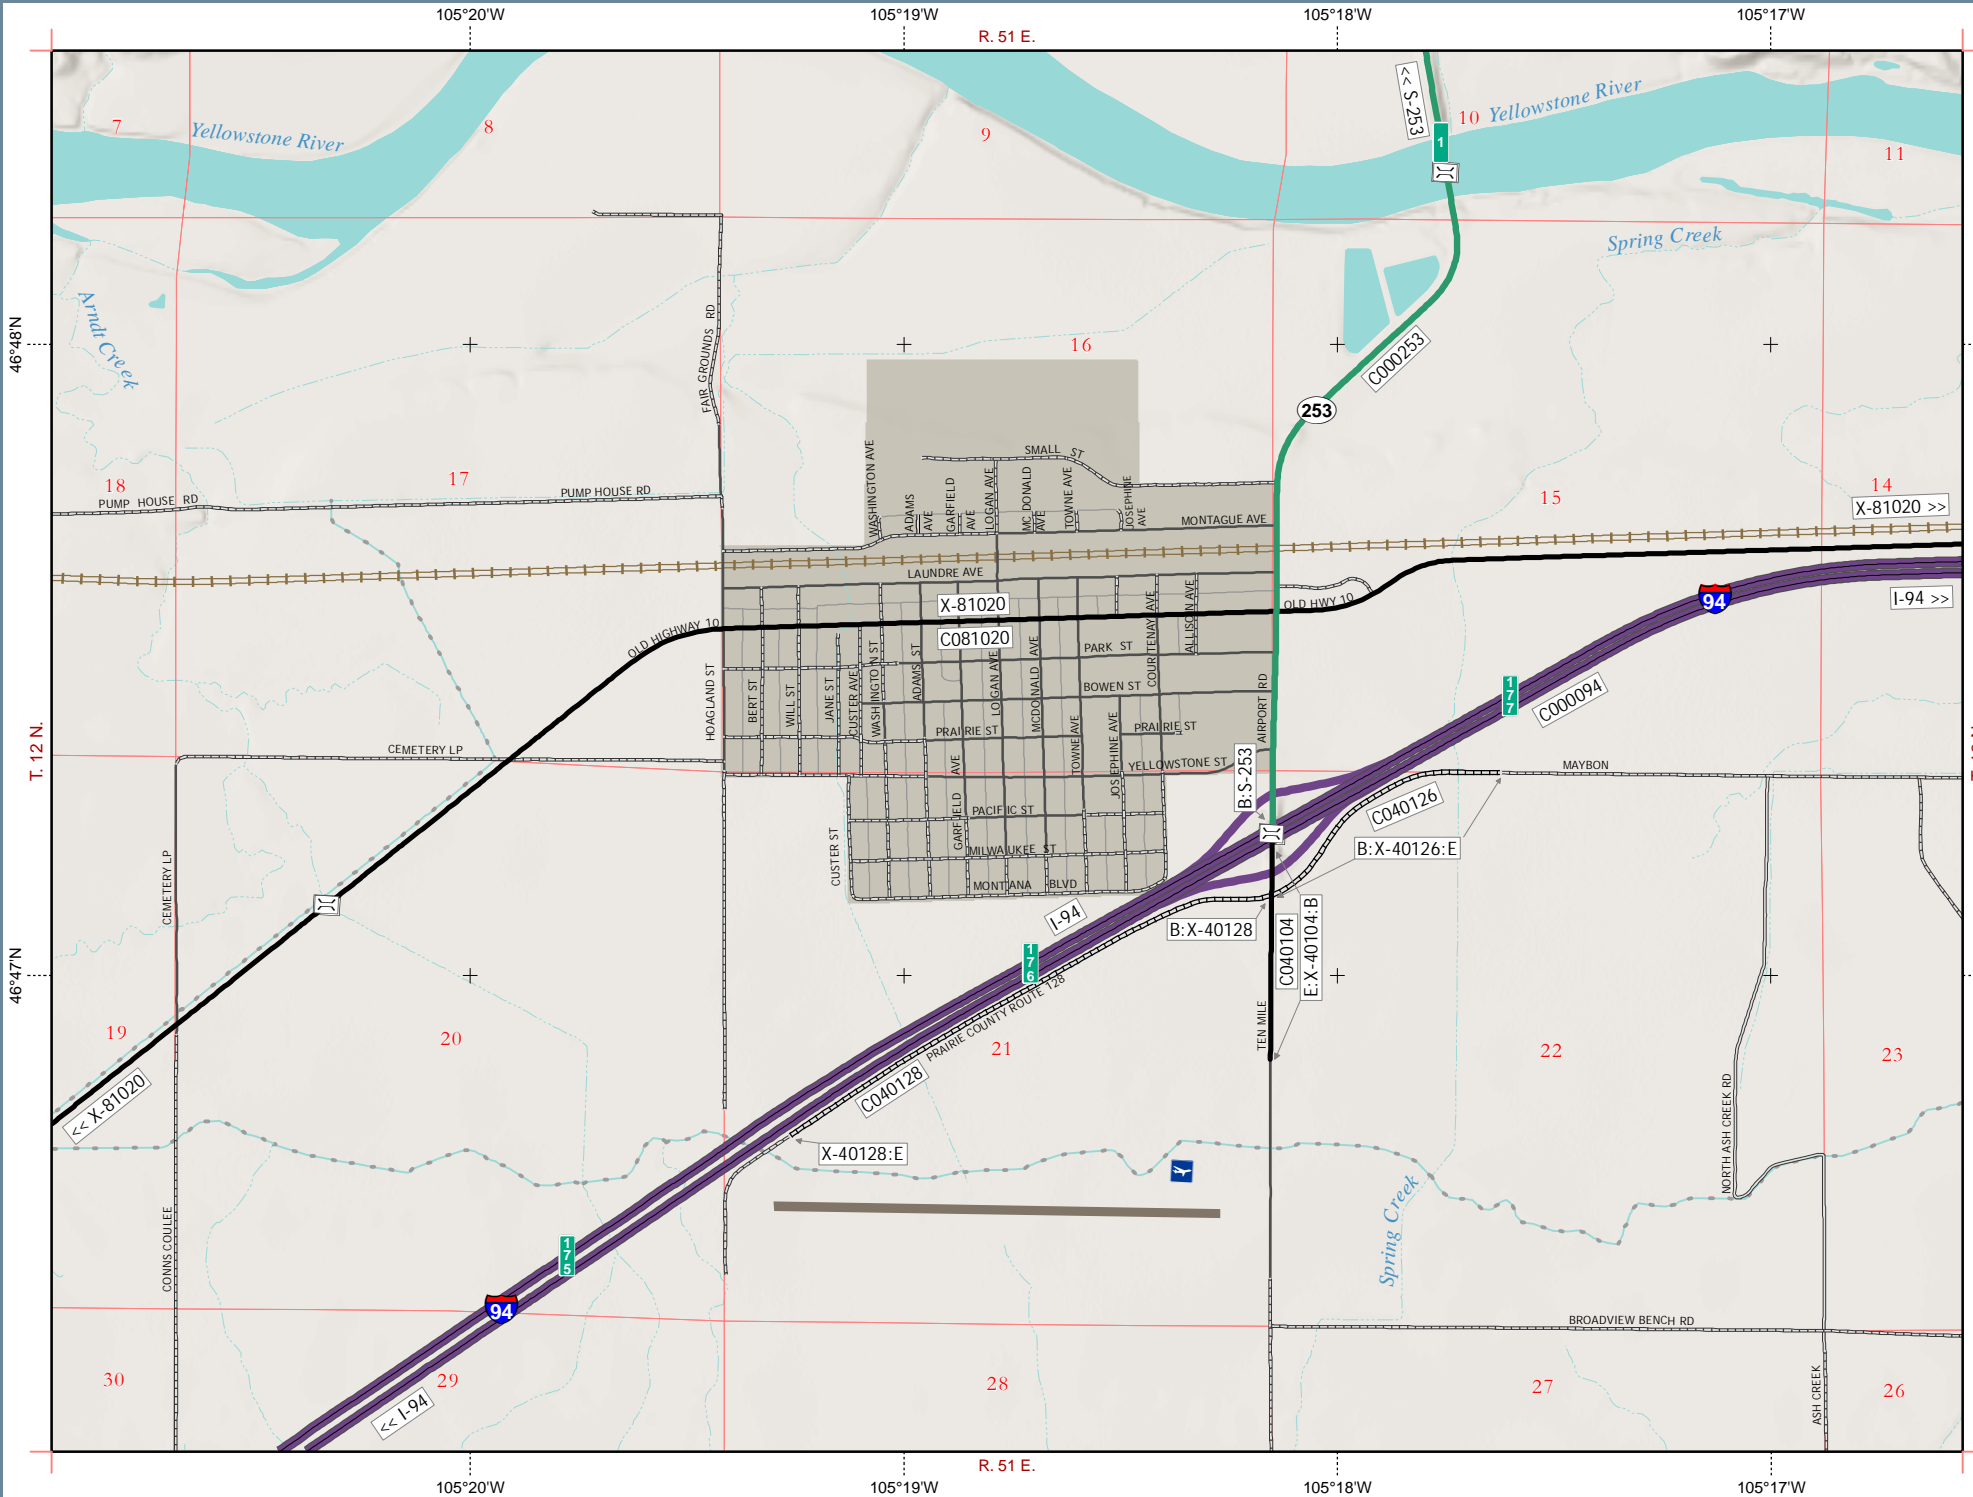 105°20'W
105°19'W
105°18'W
105°17'W
R. 51 E.
<< S-253
1
10
Yellowstone River
7
Yellowstone River
8
9
11
Spring Creek
Arndt Creek
46°48'N
FAIR GROUNDS RD
16
C000253
253
SMALL ST
WASHINGTON AVE
ADAMS AVE
GARFIELD AVE
LOGAN AVE
MC DONALD AVE
TOWNE AVE
JOSEPHINE AVE
18
17
15
14
PUMP HOUSE RD
PUMP HOUSE RD
X-81020 >>
MONTAGUE AVE
LAUNDRE AVE
X-81020
C081020
OLD HWY 10
94
I-94 >>
OLD HIGHWAY 10
COURTENAY AVE
ALLISON AVE
PARK ST
BOWEN ST
HOAGLAND ST
BERT ST
WILL ST
JANE ST
CUSTER AVE
WASHINGTON ST
ADAMS ST
LOGAN AVE
MCDONALD AVE
AIRPORT RD
177
C000094
T. 12 N.
PRAIRIE ST
PRAIRIE ST
TOWNE AVE
JOSEPHINE AVE
CEMETERY LP
YELLOWSTONE ST
B:S-253
MAYBON
GARFIELD AVE
PACIFIC ST
C040126
CUSTER ST
MILWAUKEE ST
B:X-40126:E
CEMETERY LP
MONTANA BLVD
I-94
B:X-40128
C040104
E:X-40104:B
46°47'N
176
PRAIRIE COUNTY ROUTE 128
TEN MILE
19
20
21
22
23
<< X-81020
C040128
X-40128:E
NORTH ASH CREEK RD
Spring Creek
CONNS COULEE
175
94
BROADVIEW BENCH RD
30
29
28
27
26
<< I-94
ASH CREEK
R. 51 E.
105°20'W
105°19'W
105°18'W
105°17'W